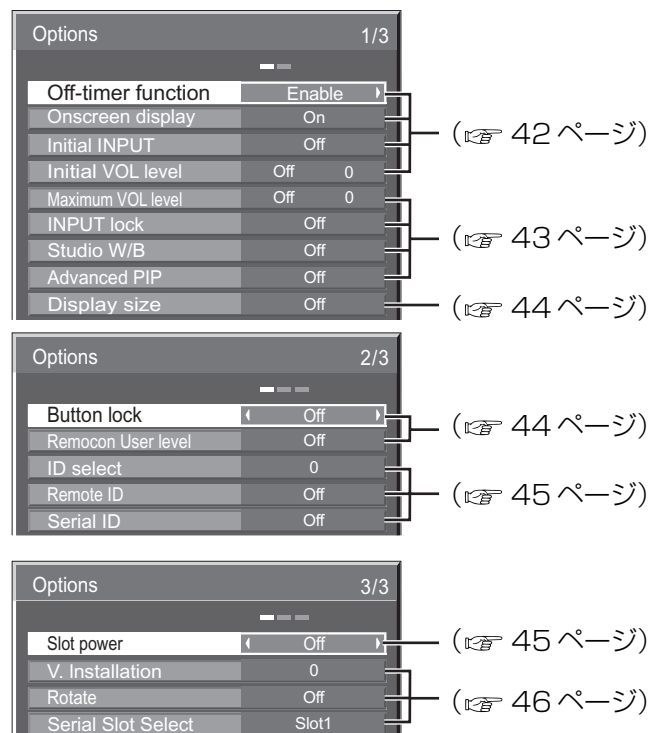 Options 1/3
Off-timer function Enable
Onscreen display On
Initial INPUT Off
Initial VOL level Off 0
(☞ 42 ページ)
Maximum VOL level Off 0
INPUT lock Off
Studio W/B Off
Advanced PIP Off
(☞ 43 ページ)
Display size Off
(☞ 44 ページ)
Options 2/3
Button lock Off
Remocon User level Off
(☞ 44 ページ)
ID select 0
Remote ID Off
Serial ID Off
(☞ 45 ページ)
Options 3/3
Slot power Off
(☞ 45 ページ)
V. Installation 0
Rotate Off
Serial Slot Select Slot1
(☞ 46 ページ)